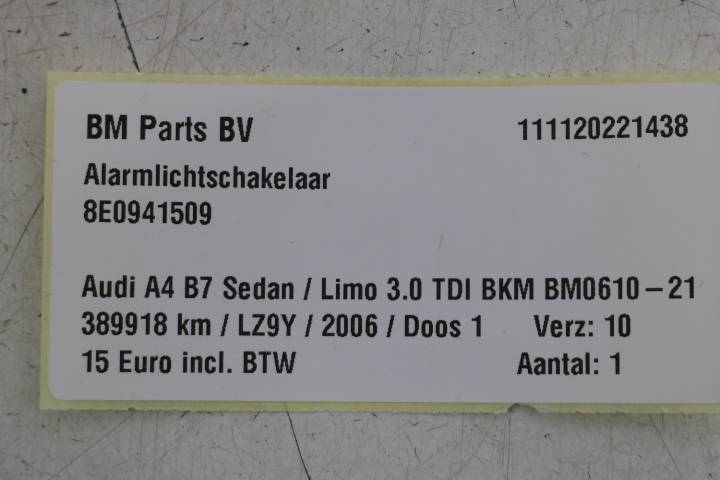 BM Parts BV 111120221438
Alarmlichtschakelaar
8E0941509
Audi A4 B7 Sedan / Limo 3.0 TDI BKM BM0610-21
389918 km / LZ9Y / 2006 / Doos 1 Verz: 10
15 Euro incl. BTW Aantal: 1